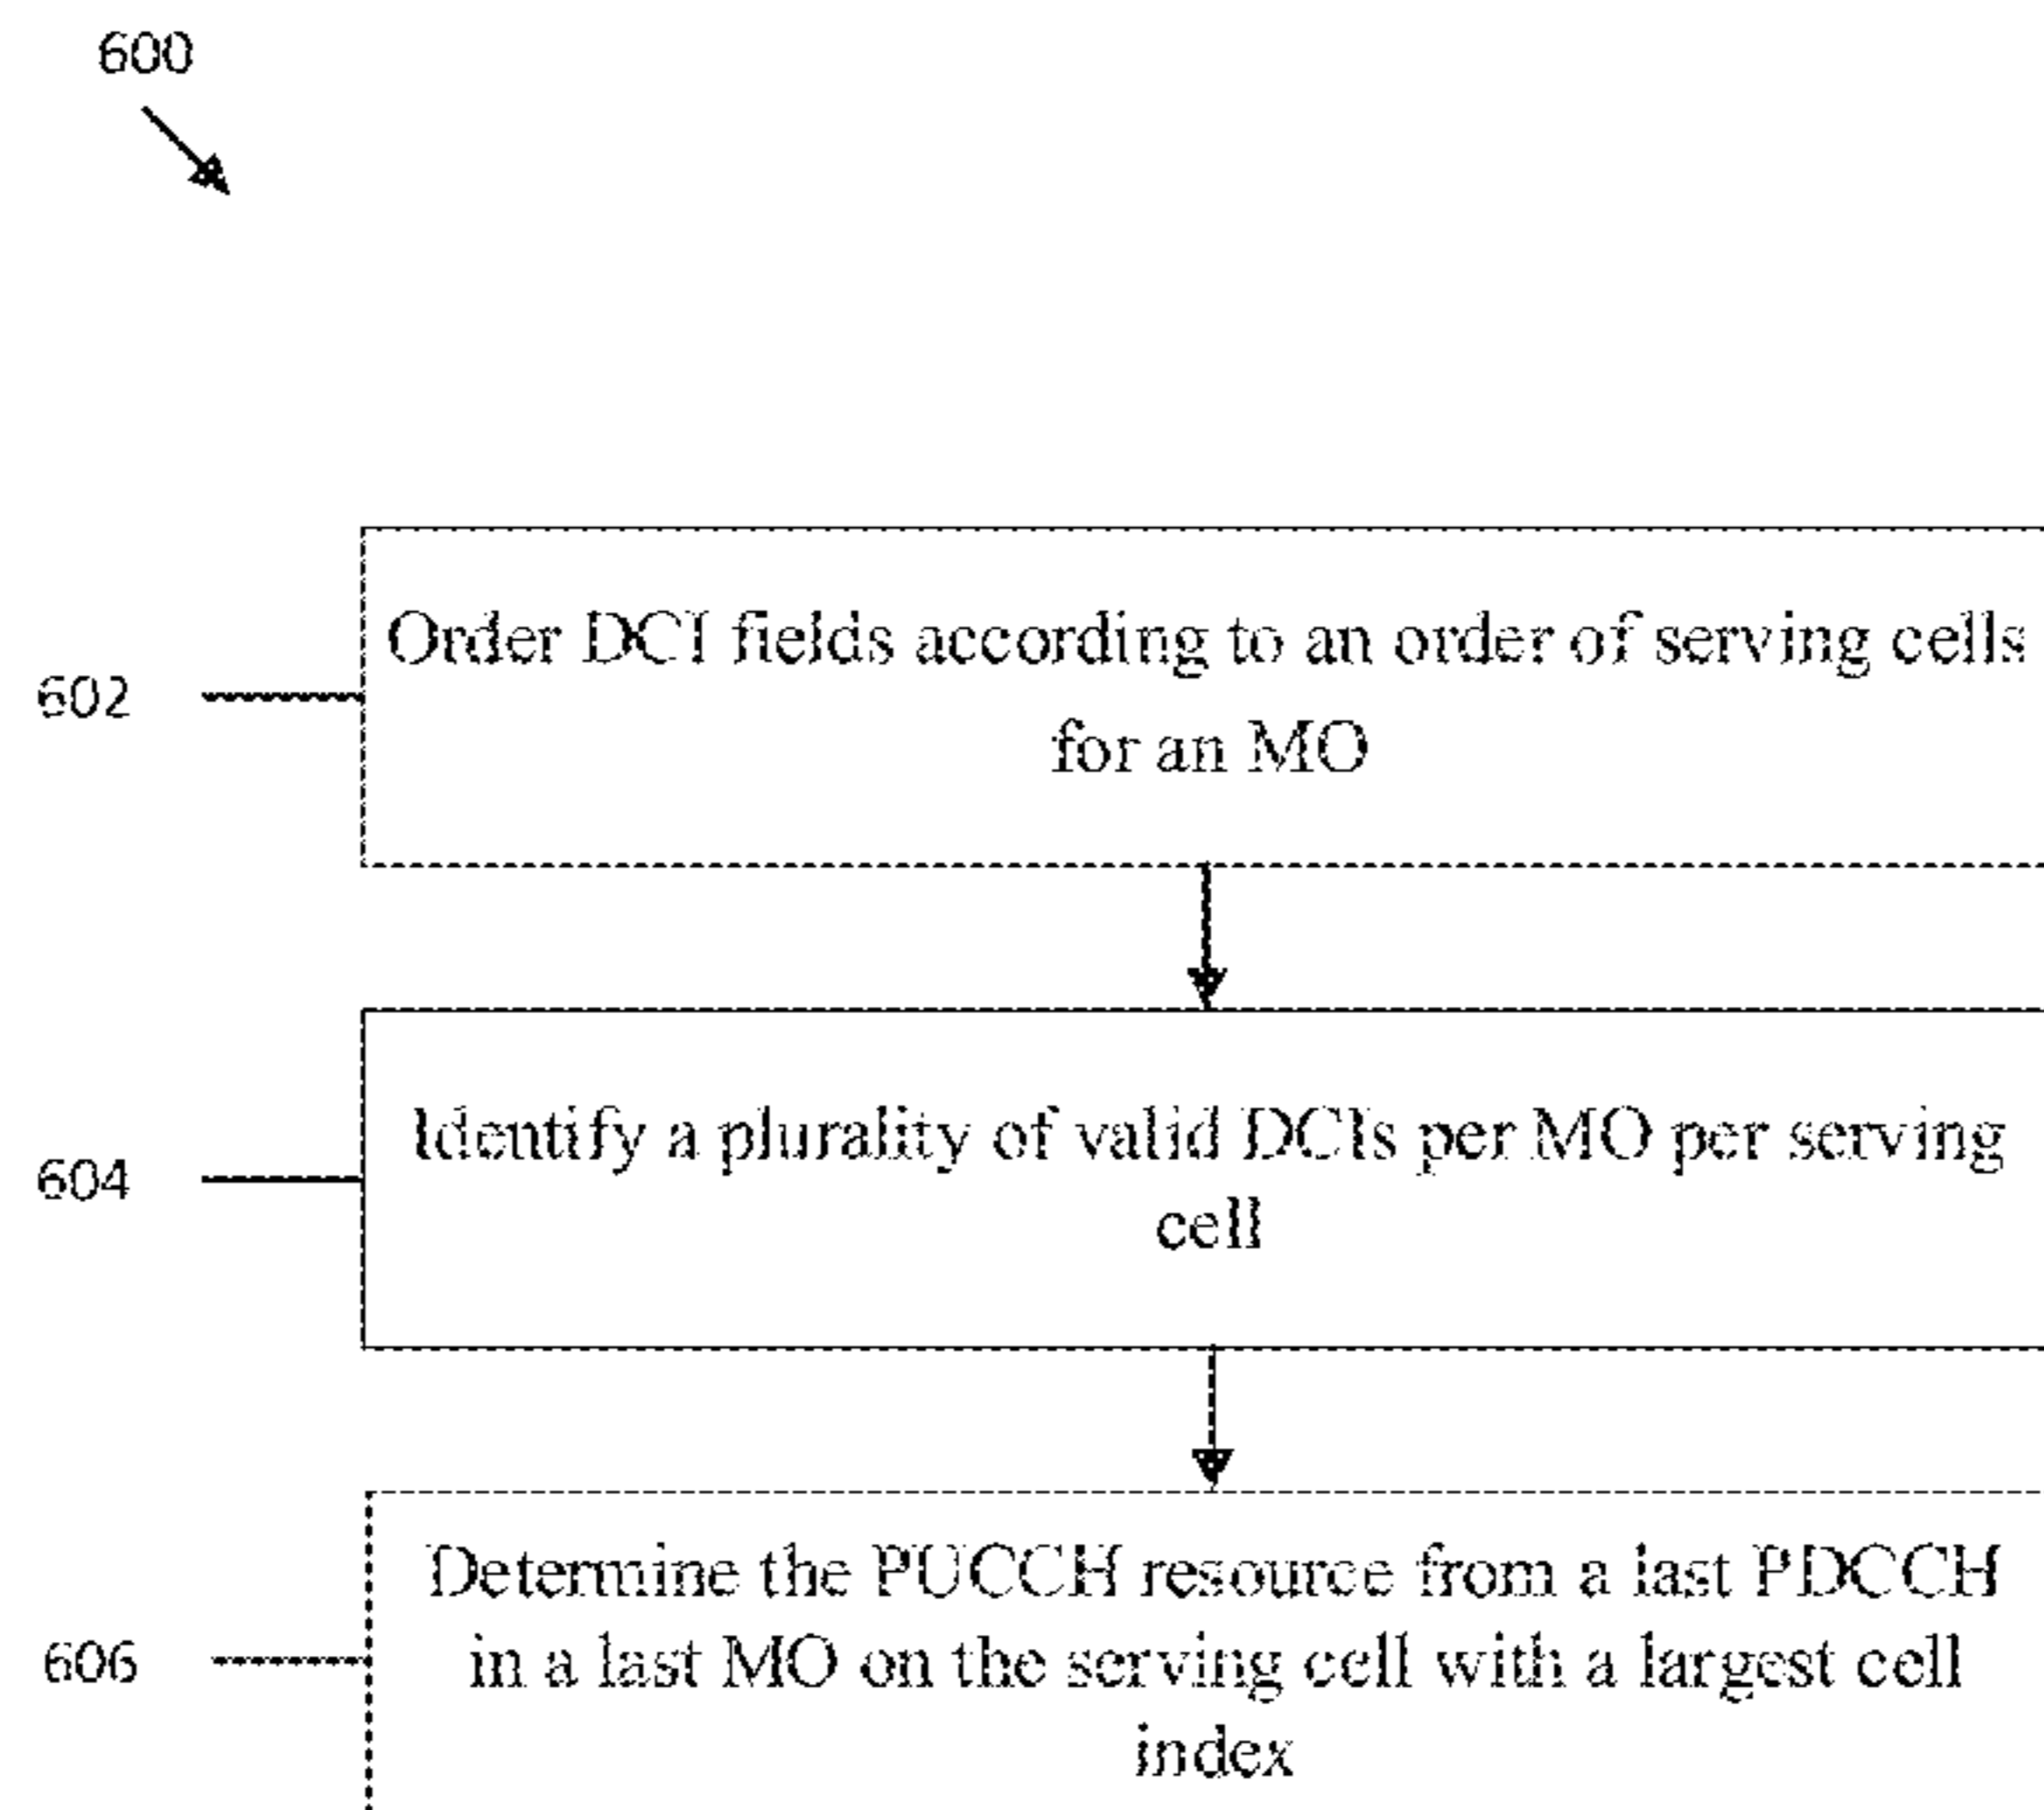 600
602
Order DCI fields according to an order of serving cells
for an MO
604
Identify a plurality of valid DCIs per MO per serving
cell
606
Determine the PUCCH resource from a last PDCCH
in a last MO on the serving cell with a largest cell
index